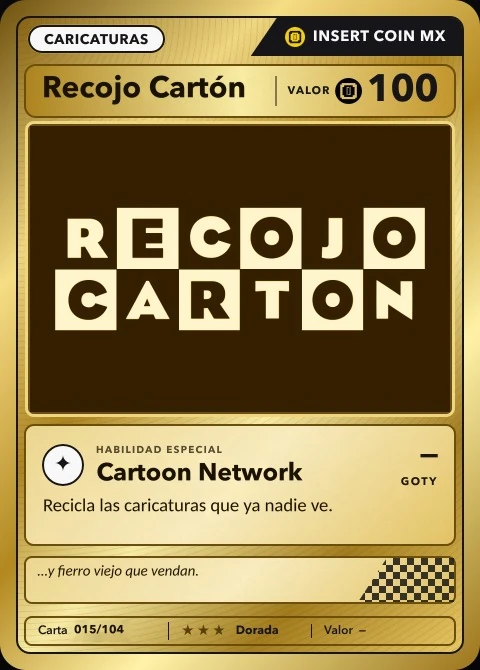 CARICATURAS
INSERT COIN MX
Recojo Cartón
VALOR 100
RECOJO
CARTON
HABILIDAD ESPECIAL
Cartoon Network
–
GOTY
Recicla las caricaturas que ya nadie ve.
...y fierro viejo que vendan.
Carta 015/104 ★ ★ ★ Dorada Valor –